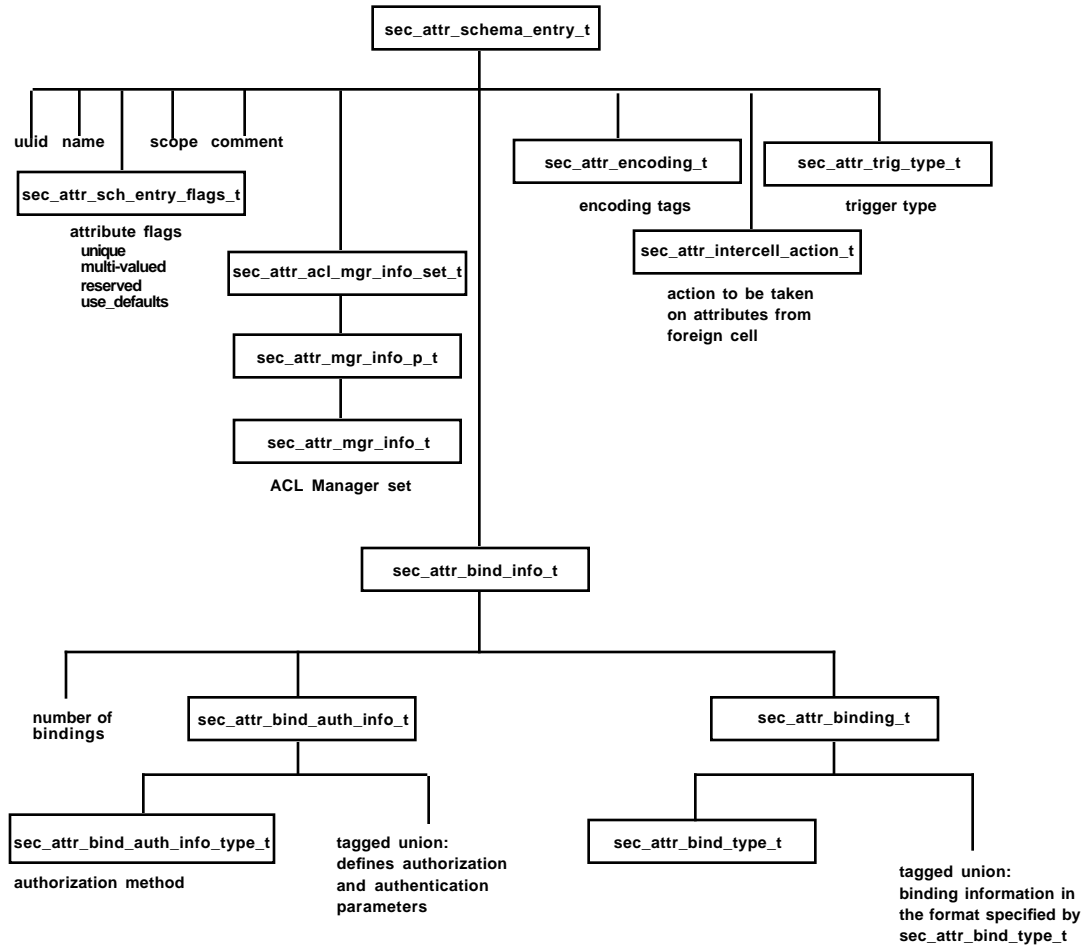 sec_attr_schema_entry_t
uuid name scope comment
sec_attr_encoding_t
sec_attr_trig_type_t
sec_attr_sch_entry_flags_t
encoding tags
trigger type
attribute flags
unique
multi-valued
reserved
use_defaults
sec_attr_intercell_action_t
sec_attr_acl_mgr_info_set_t
action to be taken
on attributes from
foreign cell
sec_attr_mgr_info_p_t
sec_attr_mgr_info_t
ACL Manager set
sec_attr_bind_info_t
number of
bindings
sec_attr_bind_auth_info_t
sec_attr_binding_t
sec_attr_bind_auth_info_type_t
authorization method
tagged union:
defines authorization
and authentication
parameters
sec_attr_bind_type_t
tagged union:
binding information in
the format specified by
sec_attr_bind_type_t